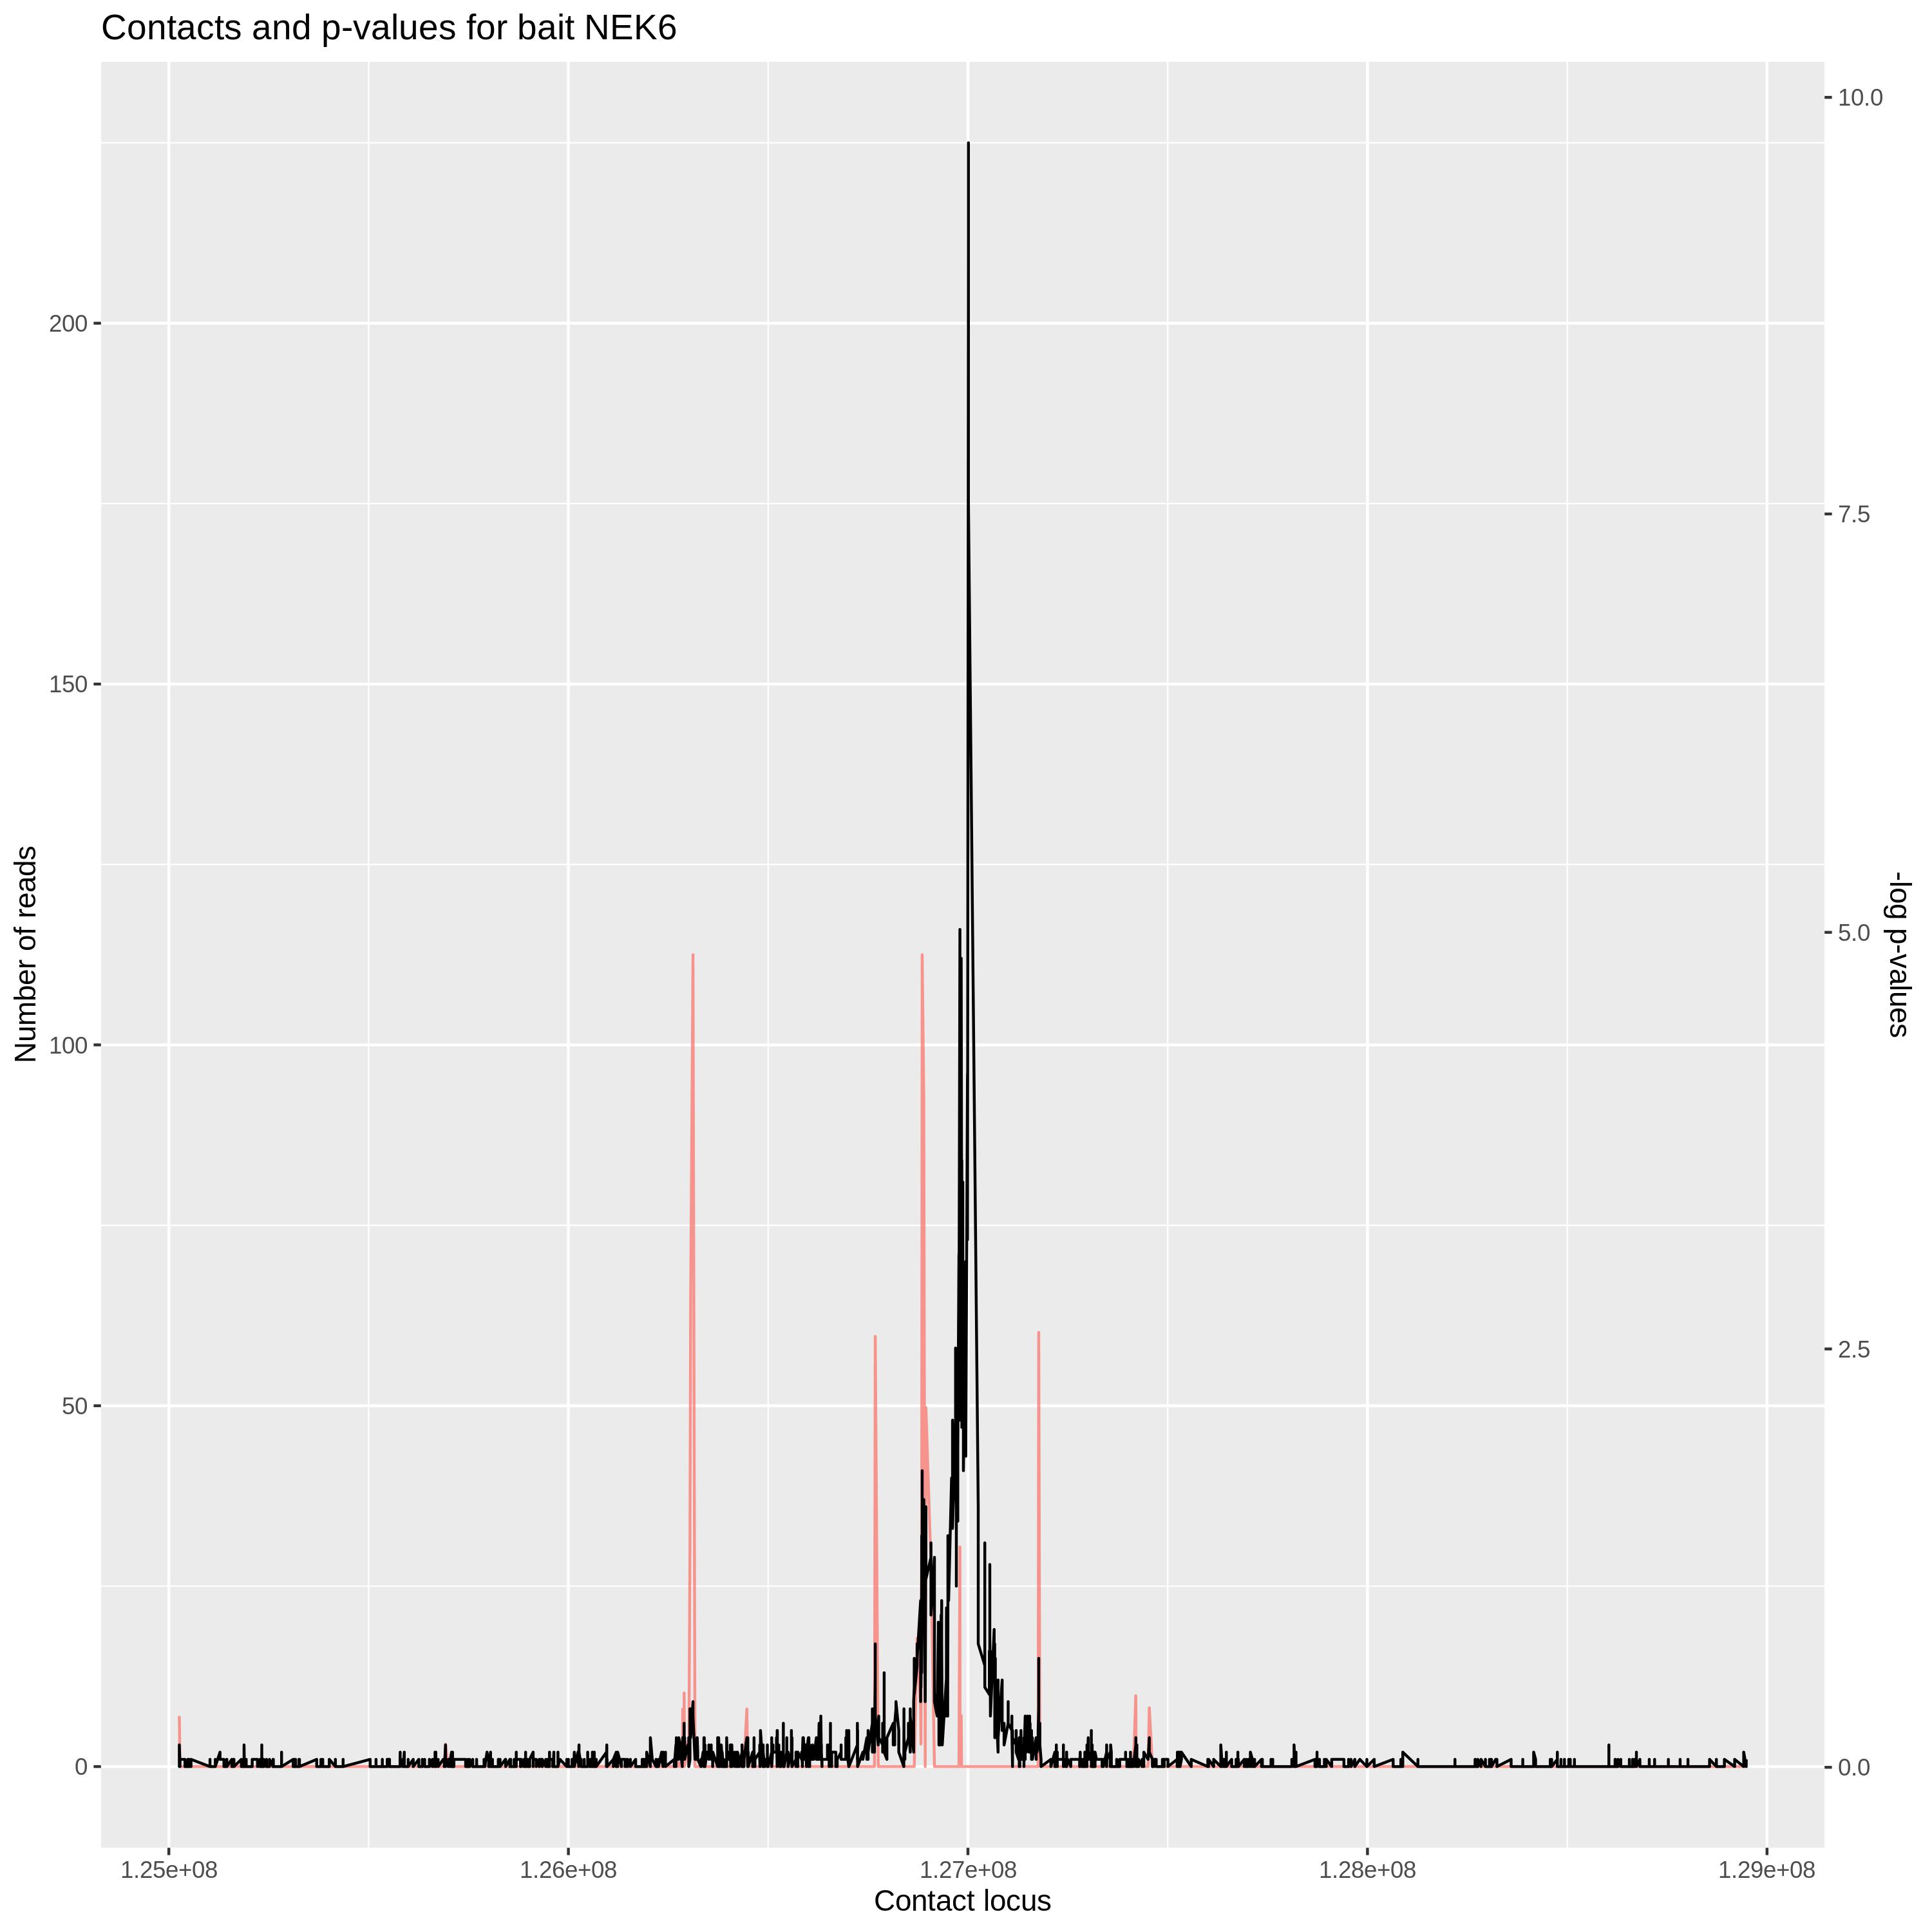 Contacts and p-values for bait NEK6
Number of reads
200
150
100
50
0
10.0
7.5
5.0
2.5
0.0
-log p-values
1.25e+08
1.26e+08
1.27e+08
1.28e+08
1.29e+08
Contact locus